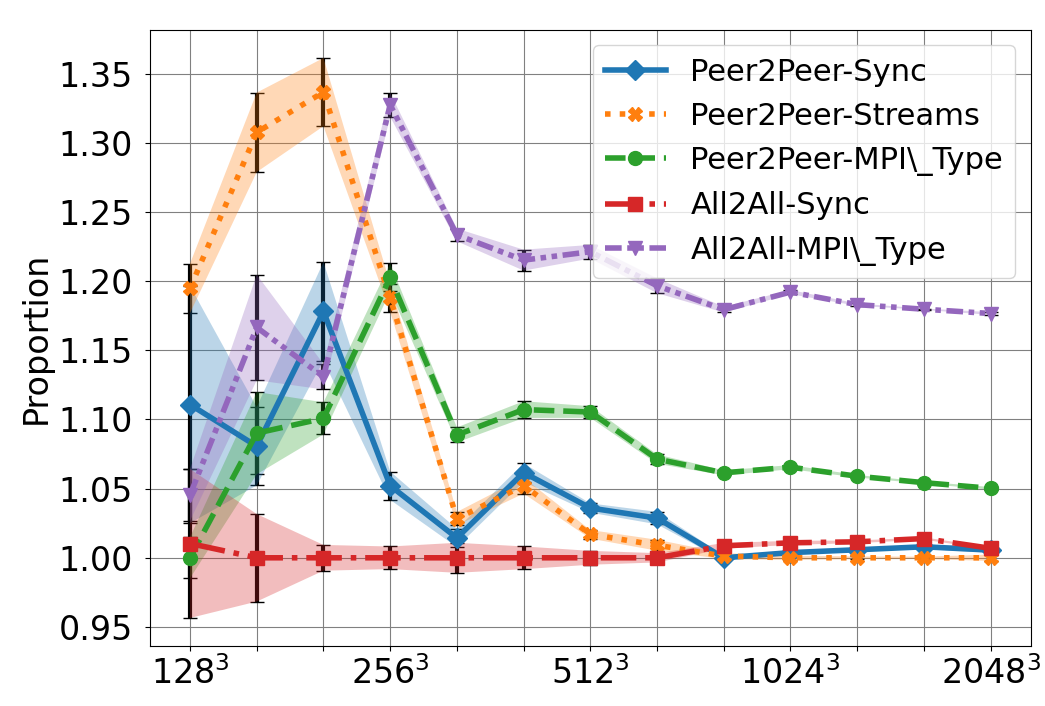 Proportion
1.35
1.30
1.25
1.20
1.15
1.10
1.05
1.00
0.95
128³
256³
512³
1024³
2048³
Peer2Peer-Sync
Peer2Peer-Streams
Peer2Peer-MPI\_Type
All2All-Sync
All2All-MPI\_Type